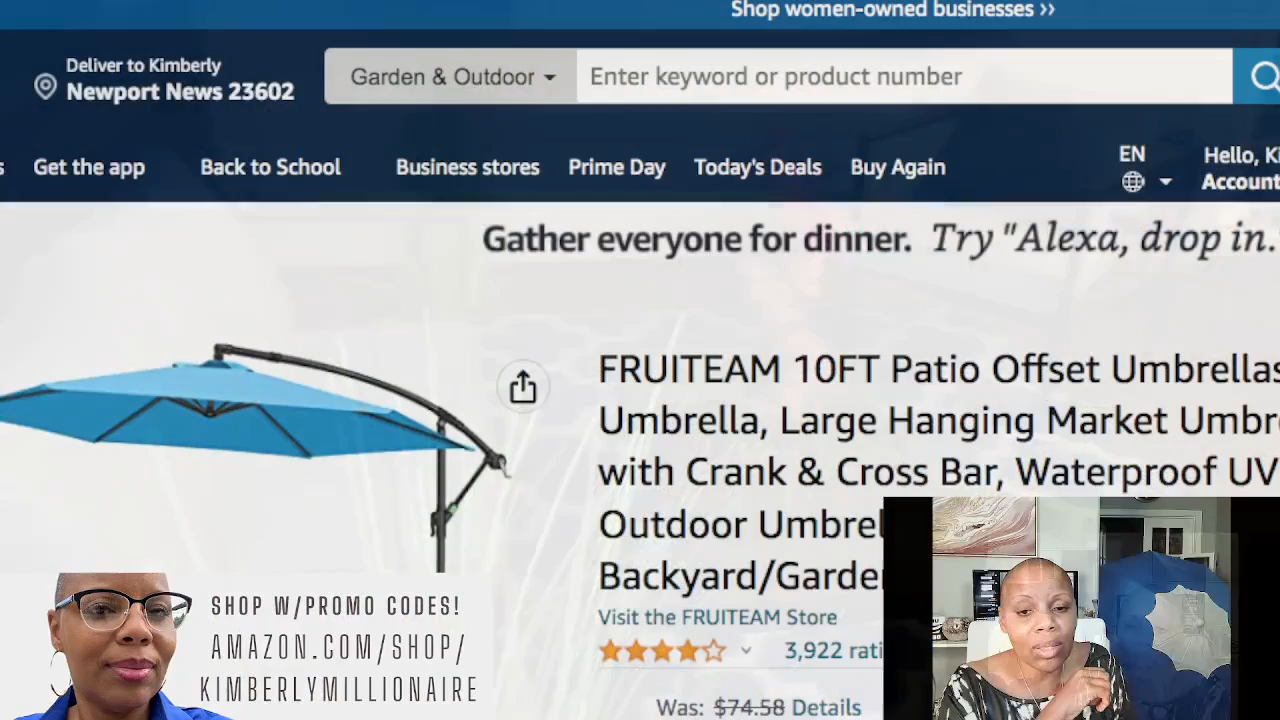 Shop women-owned businesses ››
Deliver to Kimberly
Newport News 23602
Garden & Outdoor
Enter keyword or product number
s
Get the app
Back to School
Business stores
Prime Day
Today's Deals
Buy Again
EN
Hello, Ki
Account
Gather everyone for dinner. Try "Alexa, drop in."
FRUITEAM 10FT Patio Offset Umbrellas
Umbrella, Large Hanging Market Umbre
with Crank & Cross Bar, Waterproof UV
Outdoor Umbrel
Backyard/Garden
Visit the FRUITEAM Store
3,922 rati
Was: $74.58 Details
SHOP W/PROMO CODES!
AMAZON.COM/SHOP/
KIMBERLYMILLIONAIRE